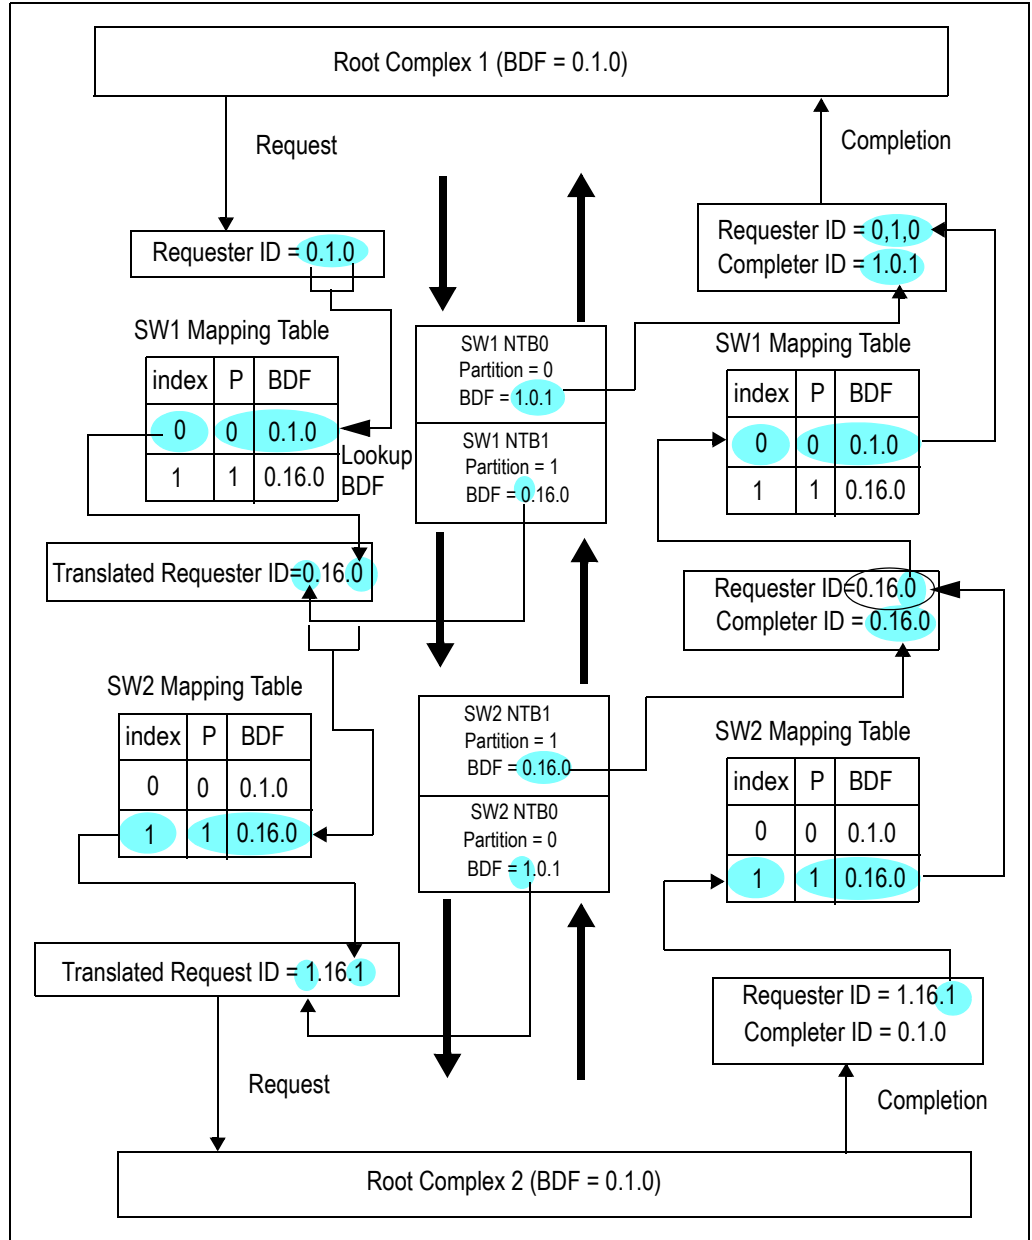 Root Complex 1 (BDF = 0.1.0)
Request
Completion
Requester ID = 0.1.0
Requester ID = 0,1,0
Completer ID = 1.0.1
SW1 Mapping Table
index P BDF
0 0 0.1.0
1 1 0.16.0
Lookup
BDF
SW1 NTB0
Partition = 0
BDF = 1.0.1
SW1 NTB1
Partition = 1
BDF = 0.16.0
SW1 Mapping Table
index P BDF
0 0 0.1.0
1 1 0.16.0
Translated Requester ID=0.16.0
Requester ID=0.16.0
Completer ID = 0.16.0
SW2 Mapping Table
index P BDF
0 0 0.1.0
1 1 0.16.0
SW2 NTB1
Partition = 1
BDF = 0.16.0
SW2 NTB0
Partition = 0
BDF = 1.0.1
SW2 Mapping Table
index P BDF
0 0 0.1.0
1 1 0.16.0
Translated Request ID = 1.16.1
Requester ID = 1.16.1
Completer ID = 0.1.0
Request
Completion
Root Complex 2 (BDF = 0.1.0)